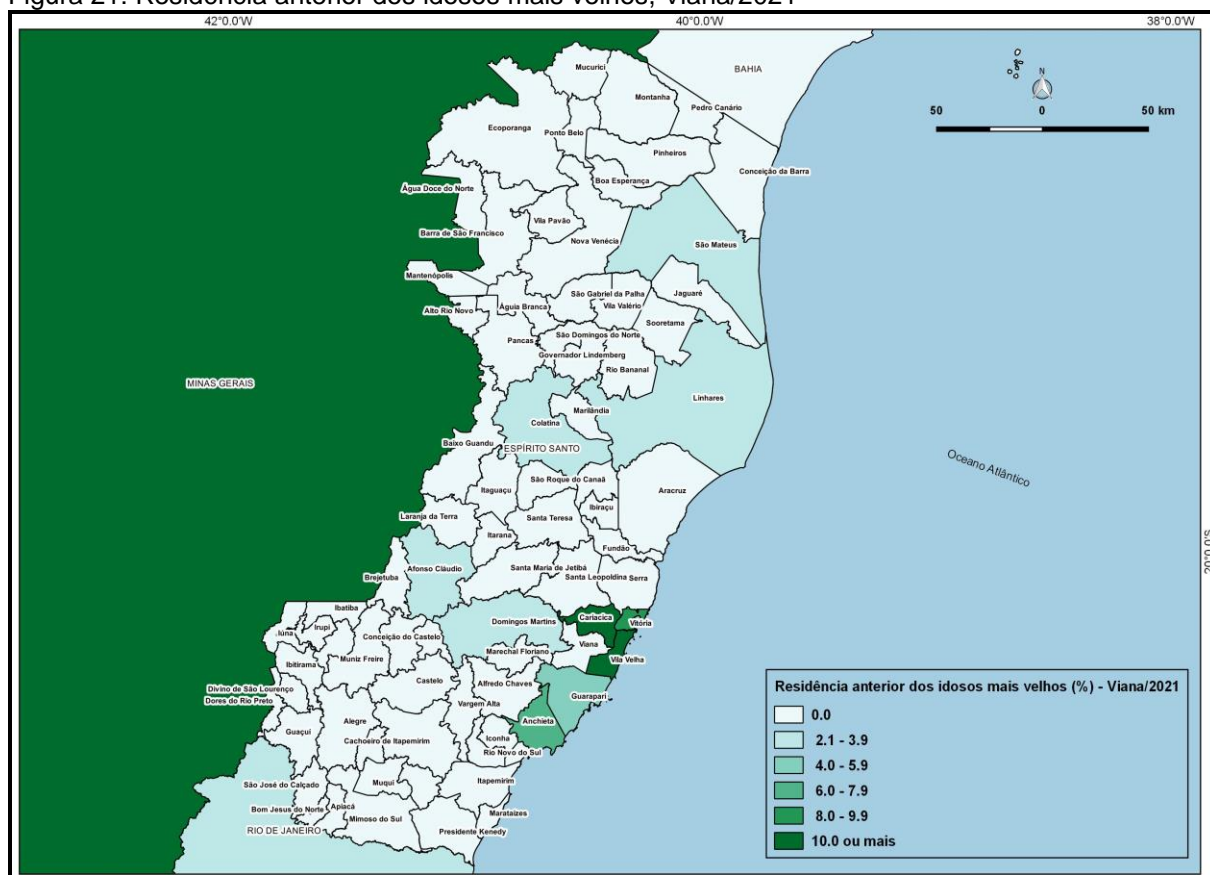 Figura 21: Residência anterior dos idosos mais velhos, Viana/2021
42°0.0'W
40°0.0'W
38°0.0'W
BAHIA
N
50 0 50 km
Mucurici
Montanha
Pedro Canário
Ecoporanga
Ponto Belo
Pinheiros
Conceição da Barra
Boa Esperança
Água Doce do Norte
Vila Pavão
Barra de São Francisco
Nova Venécia
São Mateus
Mantenópolis
São Gabriel da Palha
Jaguaré
Águia Branca
Vila Valério
Alto Rio Novo
Sooretama
São Domingos do Norte
Pancas
Governador Lindemberg
Rio Bananal
MINAS GERAIS
Linhares
Marilândia
Colatina
Baixo Guandu
ESPÍRITO SANTO
Oceano Atlântico
São Roque do Canaã
Itaguaçu
Aracruz
Ibiraçu
Laranja da Terra
Santa Teresa
Itarana
20°0.0'S
Fundão
Afonso Cláudio
Santa Maria de Jetibá
Brejetuba
Santa Leopoldina
Serra
Ibatiba
Cariacica
Irupi
Domingos Martins
Vitória
Iúna
Conceição do Castelo
Viana
Marechal Floriano
Ibitirama
Muniz Freire
Vila Velha
Castelo
Alfredo Chaves
Divino de São Lourenço
Guarapari
Dores do Rio Preto
Vargem Alta
Alegre
Anchieta
Guaçuí
Iconha
Cachoeiro de Itapemirim
Rio Novo do Sul
São José do Calçado
Muqui
Itapemirim
Bom Jesus do Norte
Apiacá
Mimoso do Sul
Marataizes
RIO DE JANEIRO
Presidente Kenedy
Residência anterior dos idosos mais velhos (%) - Viana/2021
0.0
2.1 - 3.9
4.0 - 5.9
6.0 - 7.9
8.0 - 9.9
10.0 ou mais